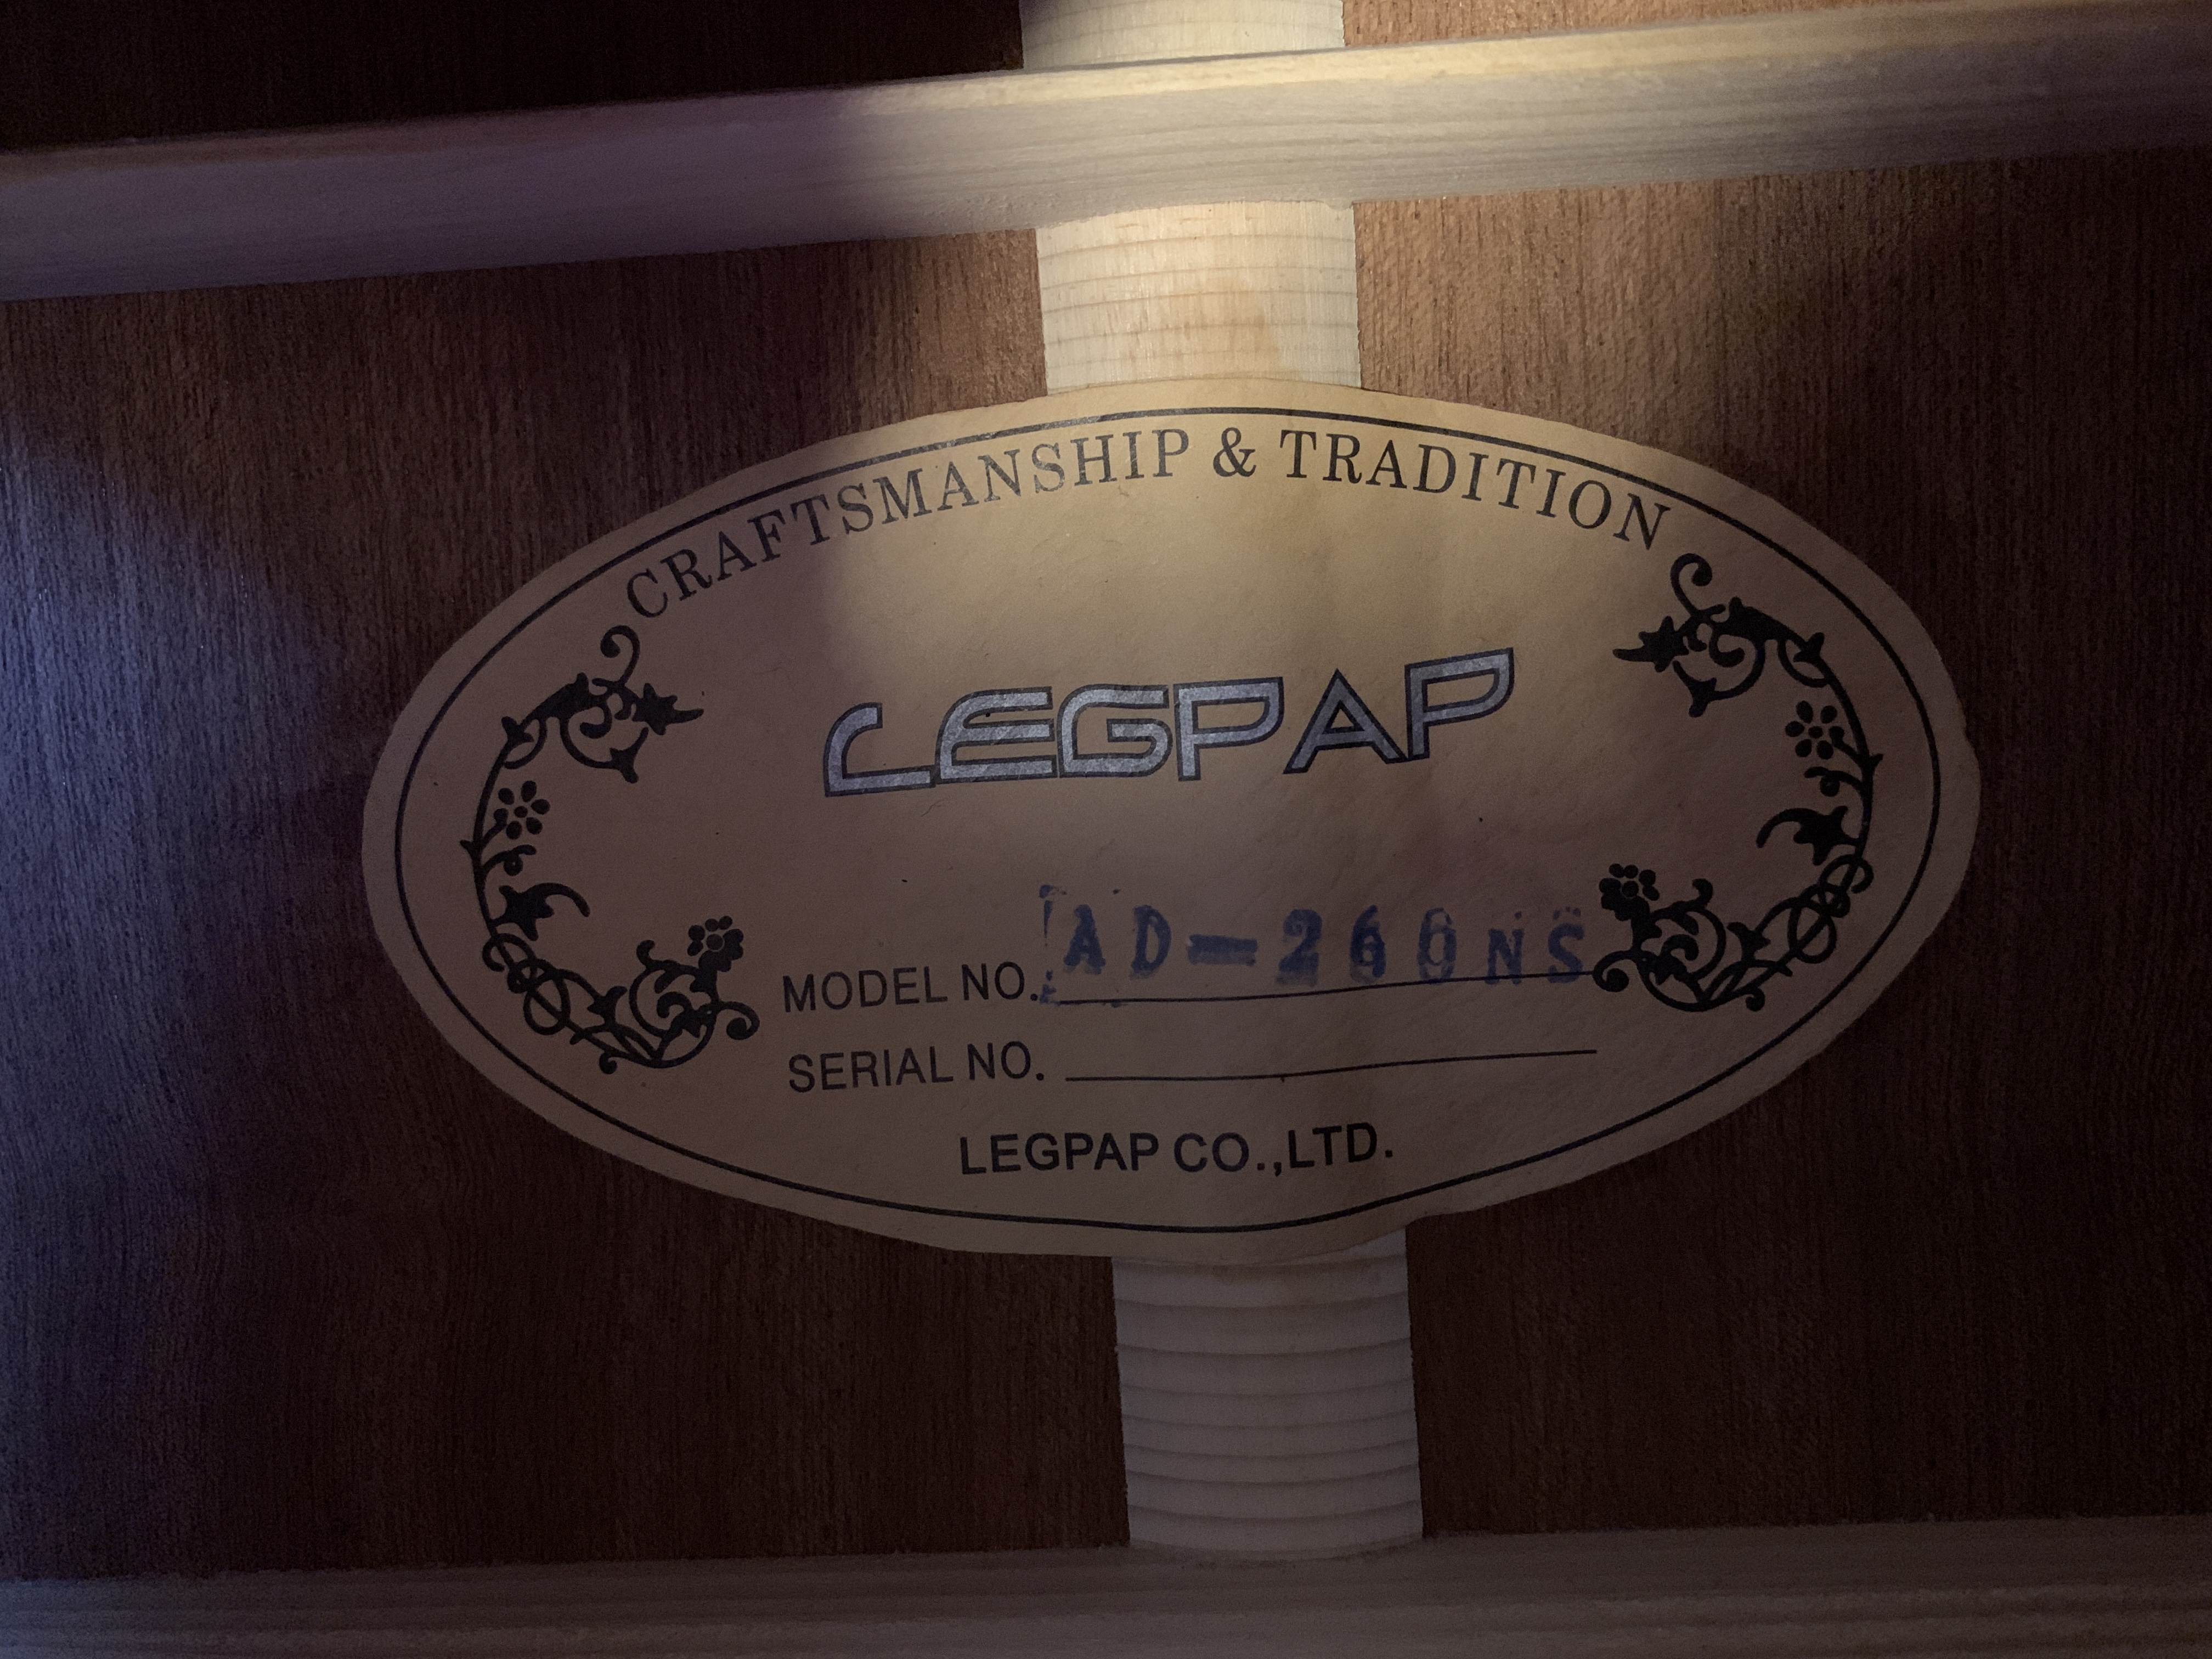 CRAFTSMANSHIP & TRADITION
LEGPAP
MODEL NO. AD-260NS
SERIAL NO.
LEGPAP CO.,LTD.